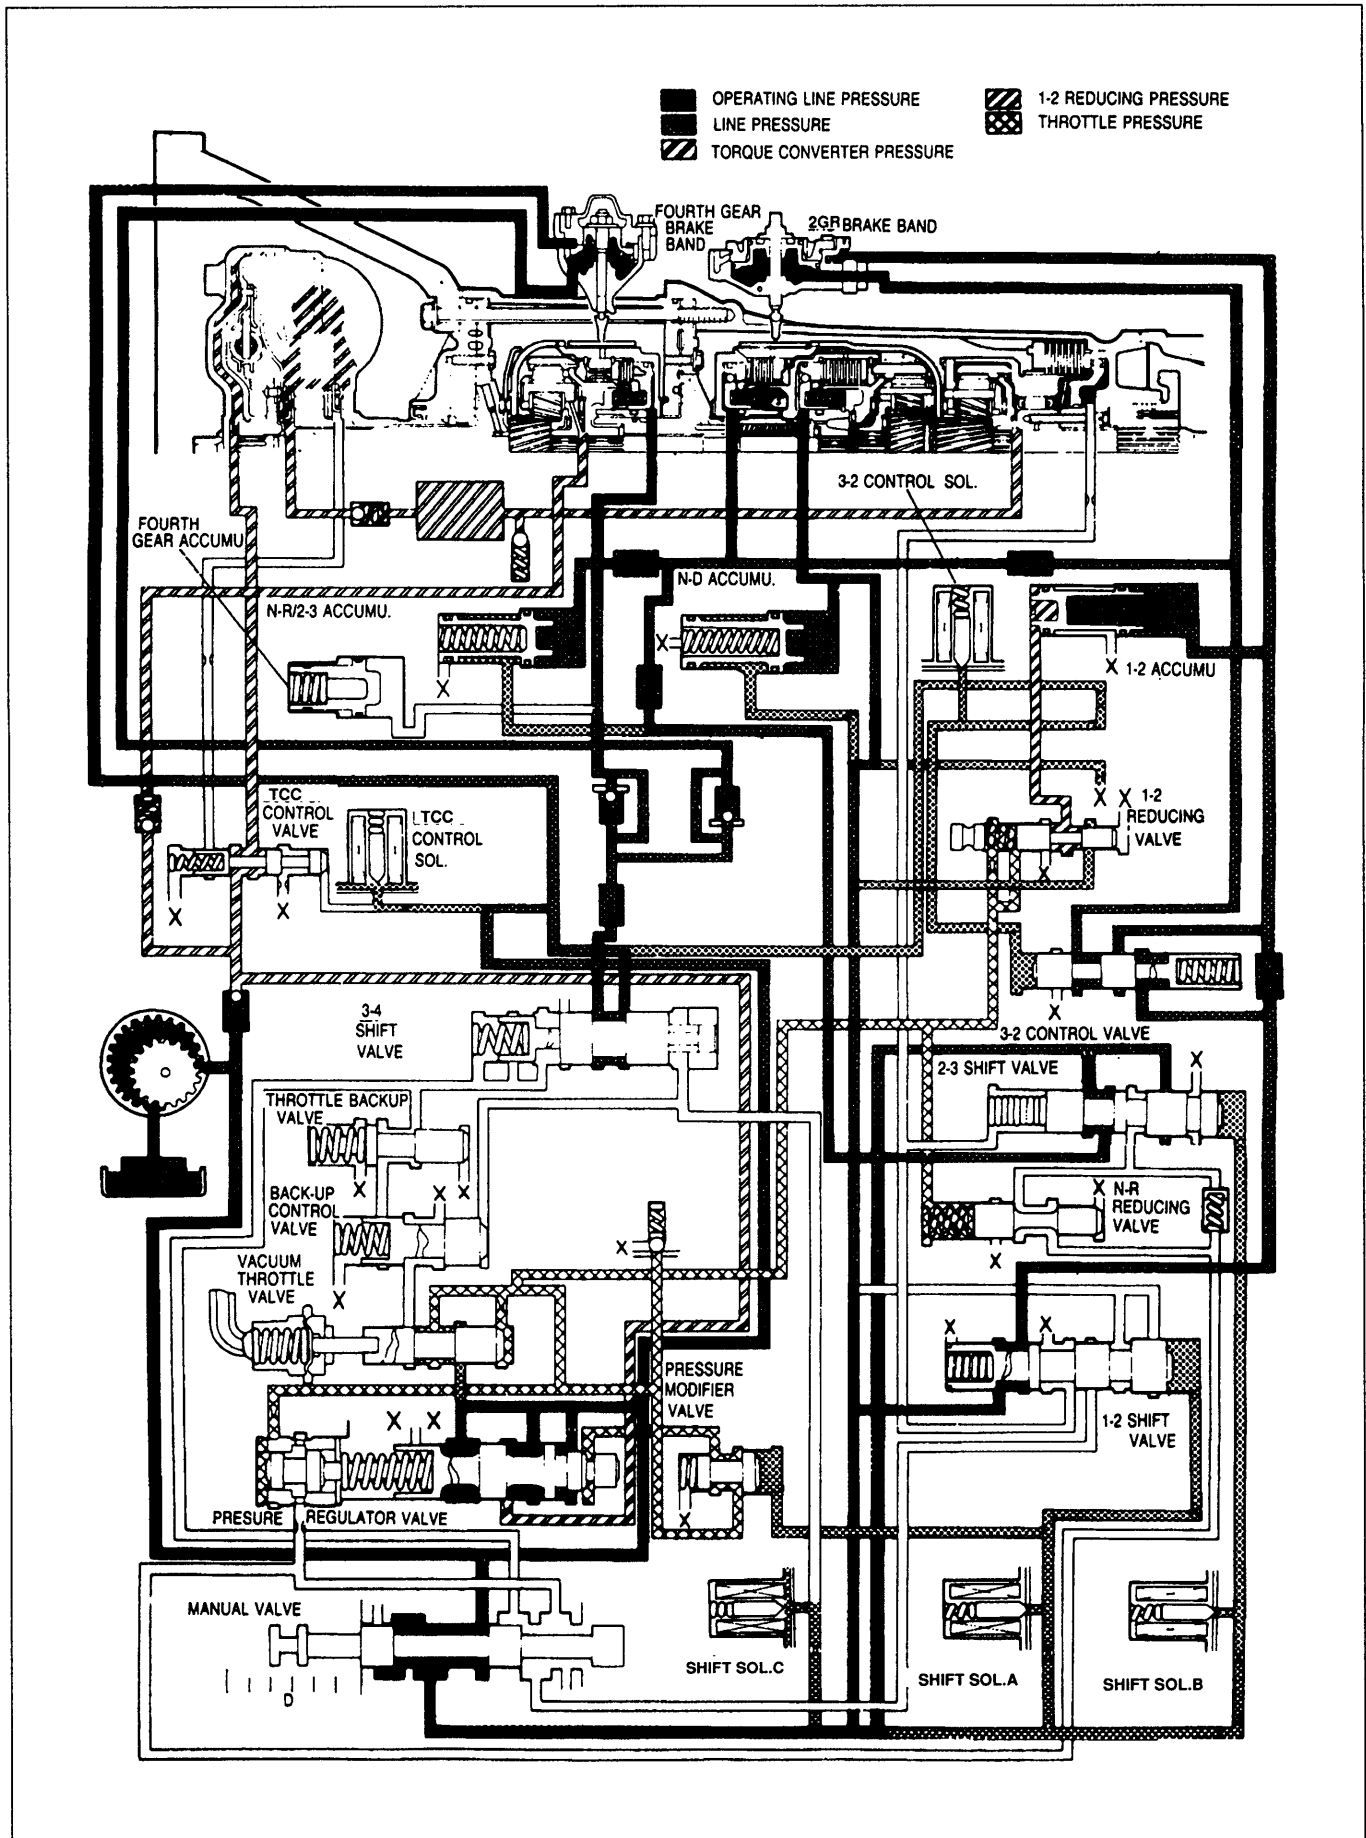 OPERATING LINE PRESSURE
LINE PRESSURE
TORQUE CONVERTER PRESSURE
1-2 REDUCING PRESSURE
THROTTLE PRESSURE
FOURTH GEAR
BRAKE
BAND
2GR BRAKE BAND
3-2 CONTROL SOL.
FOURTH
GEAR ACCUMU
N-R/2-3 ACCUMU.
N-D ACCUMU.
X
X
X
1-2 ACCUMU
TCC
CONTROL
VALVE
TCC
CONTROL
SOL.
X
X
X X 1-2
REDUCING
VALVE
X
3-4
SHIFT
VALVE
X
3-2 CONTROL VALVE
2-3 SHIFT VALVE
X
THROTTLE BACKUP
VALVE
X
X X
BACK-UP
CONTROL
VALVE
X
X N-R
REDUCING
VALVE
X
X
VACUUM
THROTTLE
VALVE
X X
PRESSURE
MODIFIER
VALVE
X
1-2 SHIFT
VALVE
X X
PRESURE REGULATOR VALVE
MANUAL VALVE
D
SHIFT SOL.C
SHIFT SOL.A
SHIFT SOL.B